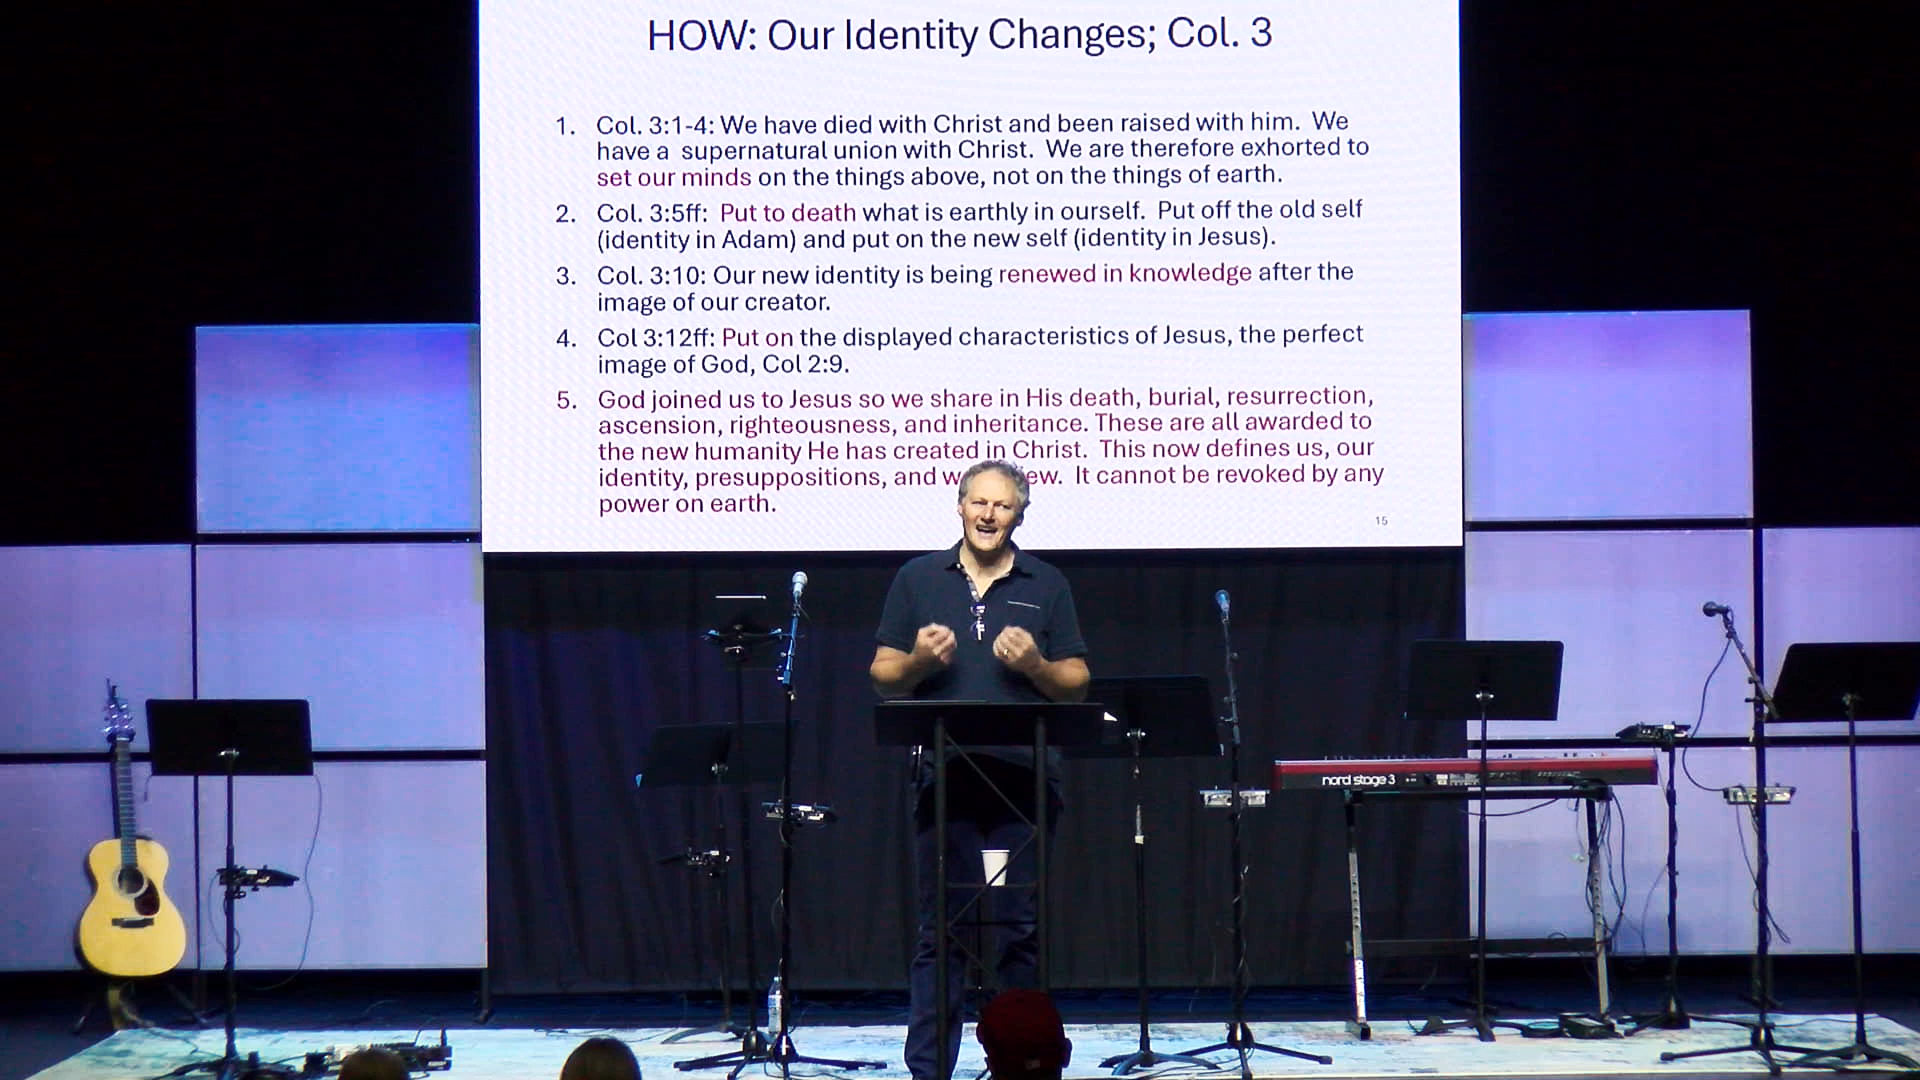 HOW: Our Identity Changes; Col. 3
1. Col. 3:1-4: We have died with Christ and been raised with him. We
have a supernatural union with Christ. We are therefore exhorted to
set our minds on the things above, not on the things of earth.
2. Col. 3:5ff: Put to death what is earthly in ourself. Put off the old self
(identity in Adam) and put on the new self (identity in Jesus).
3. Col. 3:10: Our new identity is being renewed in knowledge after the
image of our creator.
4. Col 3:12ff: Put on the displayed characteristics of Jesus, the perfect
image of God, Col 2:9.
5. God joined us to Jesus so we share in His death, burial, resurrection,
ascension, righteousness, and inheritance. These are all awarded to
the new humanity He has created in Christ. This now defines us, our
identity, presuppositions, and It cannot be revoked by any
power on earth.
15
nord stage 3